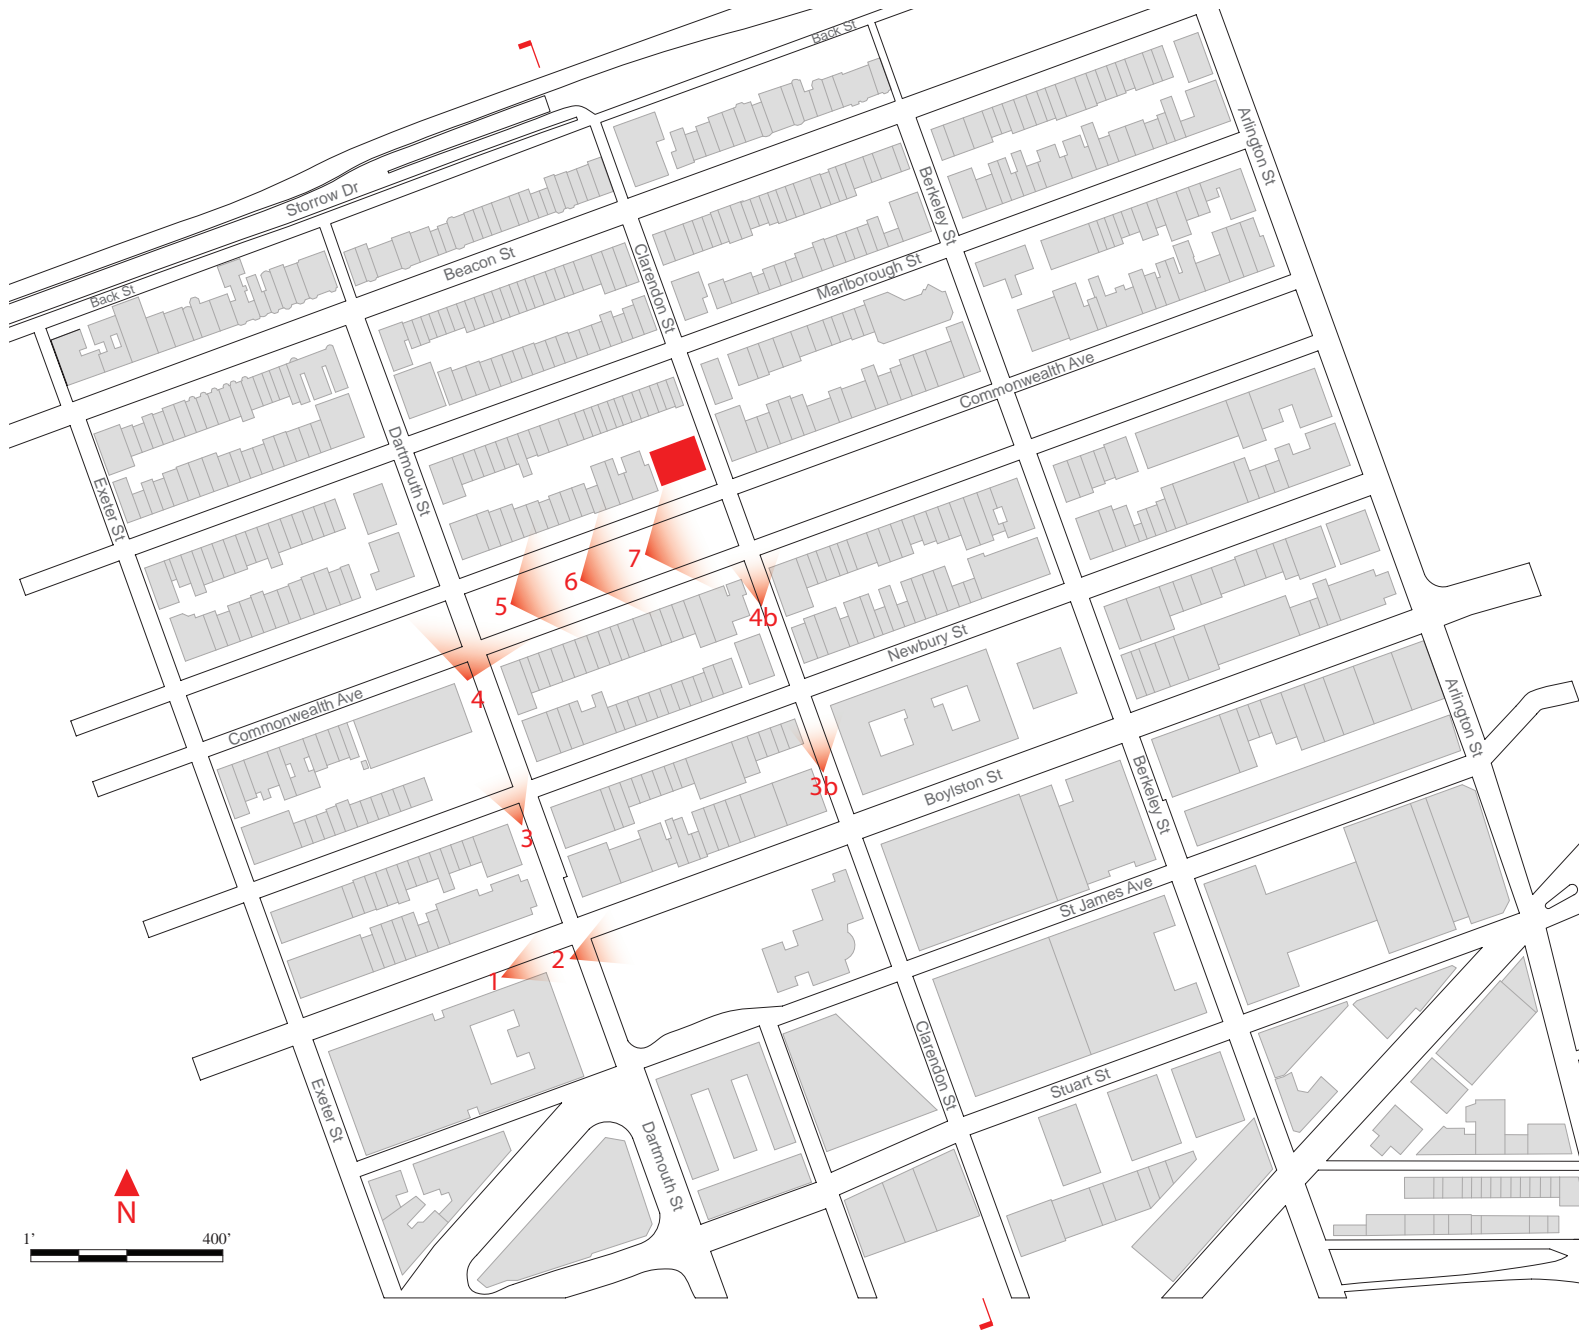 Back St
Storrow Dr
Arlington St
Back St
Beacon St
Clarendon St
Berkeley St
Marlborough St
Commonwealth Ave
Dartmouth St
Exeter St
7
6
5
4b
4
Newbury St
Commonwealth Ave
Arlington St
3b
Boylston St
Berkeley St
3
St James Ave
2
1
Clarendon St
Stuart St
Exeter St
Dartmouth St
N
1'
400'